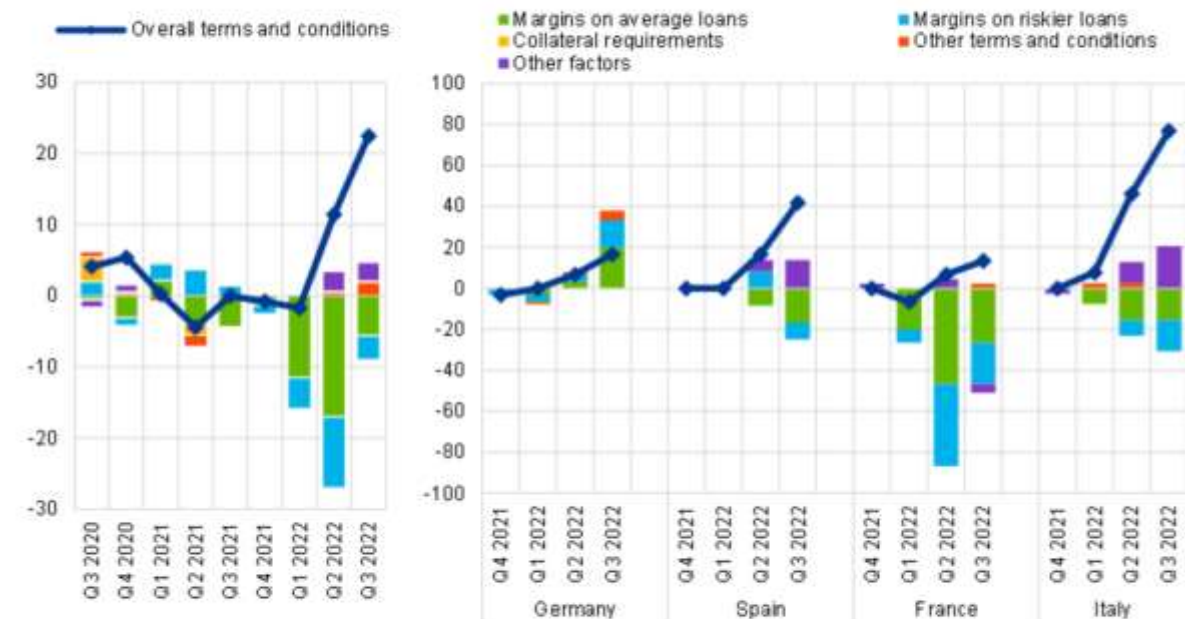 Overall terms and conditions
Margins on average loans
Margins on riskier loans
Collateral requirements
Other terms and conditions
Other factors
30
20
10
0
-10
-20
-30
Q3 2020
Q4 2020
Q1 2021
Q2 2021
Q3 2021
Q4 2021
Q1 2022
Q2 2022
Q3 2022
100
80
60
40
20
0
-20
-40
-60
-80
-100
Q4 2021
Q1 2022
Q2 2022
Q3 2022
Q4 2021
Q1 2022
Q2 2022
Q3 2022
Q4 2021
Q1 2022
Q2 2022
Q3 2022
Q4 2021
Q1 2022
Q2 2022
Q3 2022
Germany
Spain
France
Italy